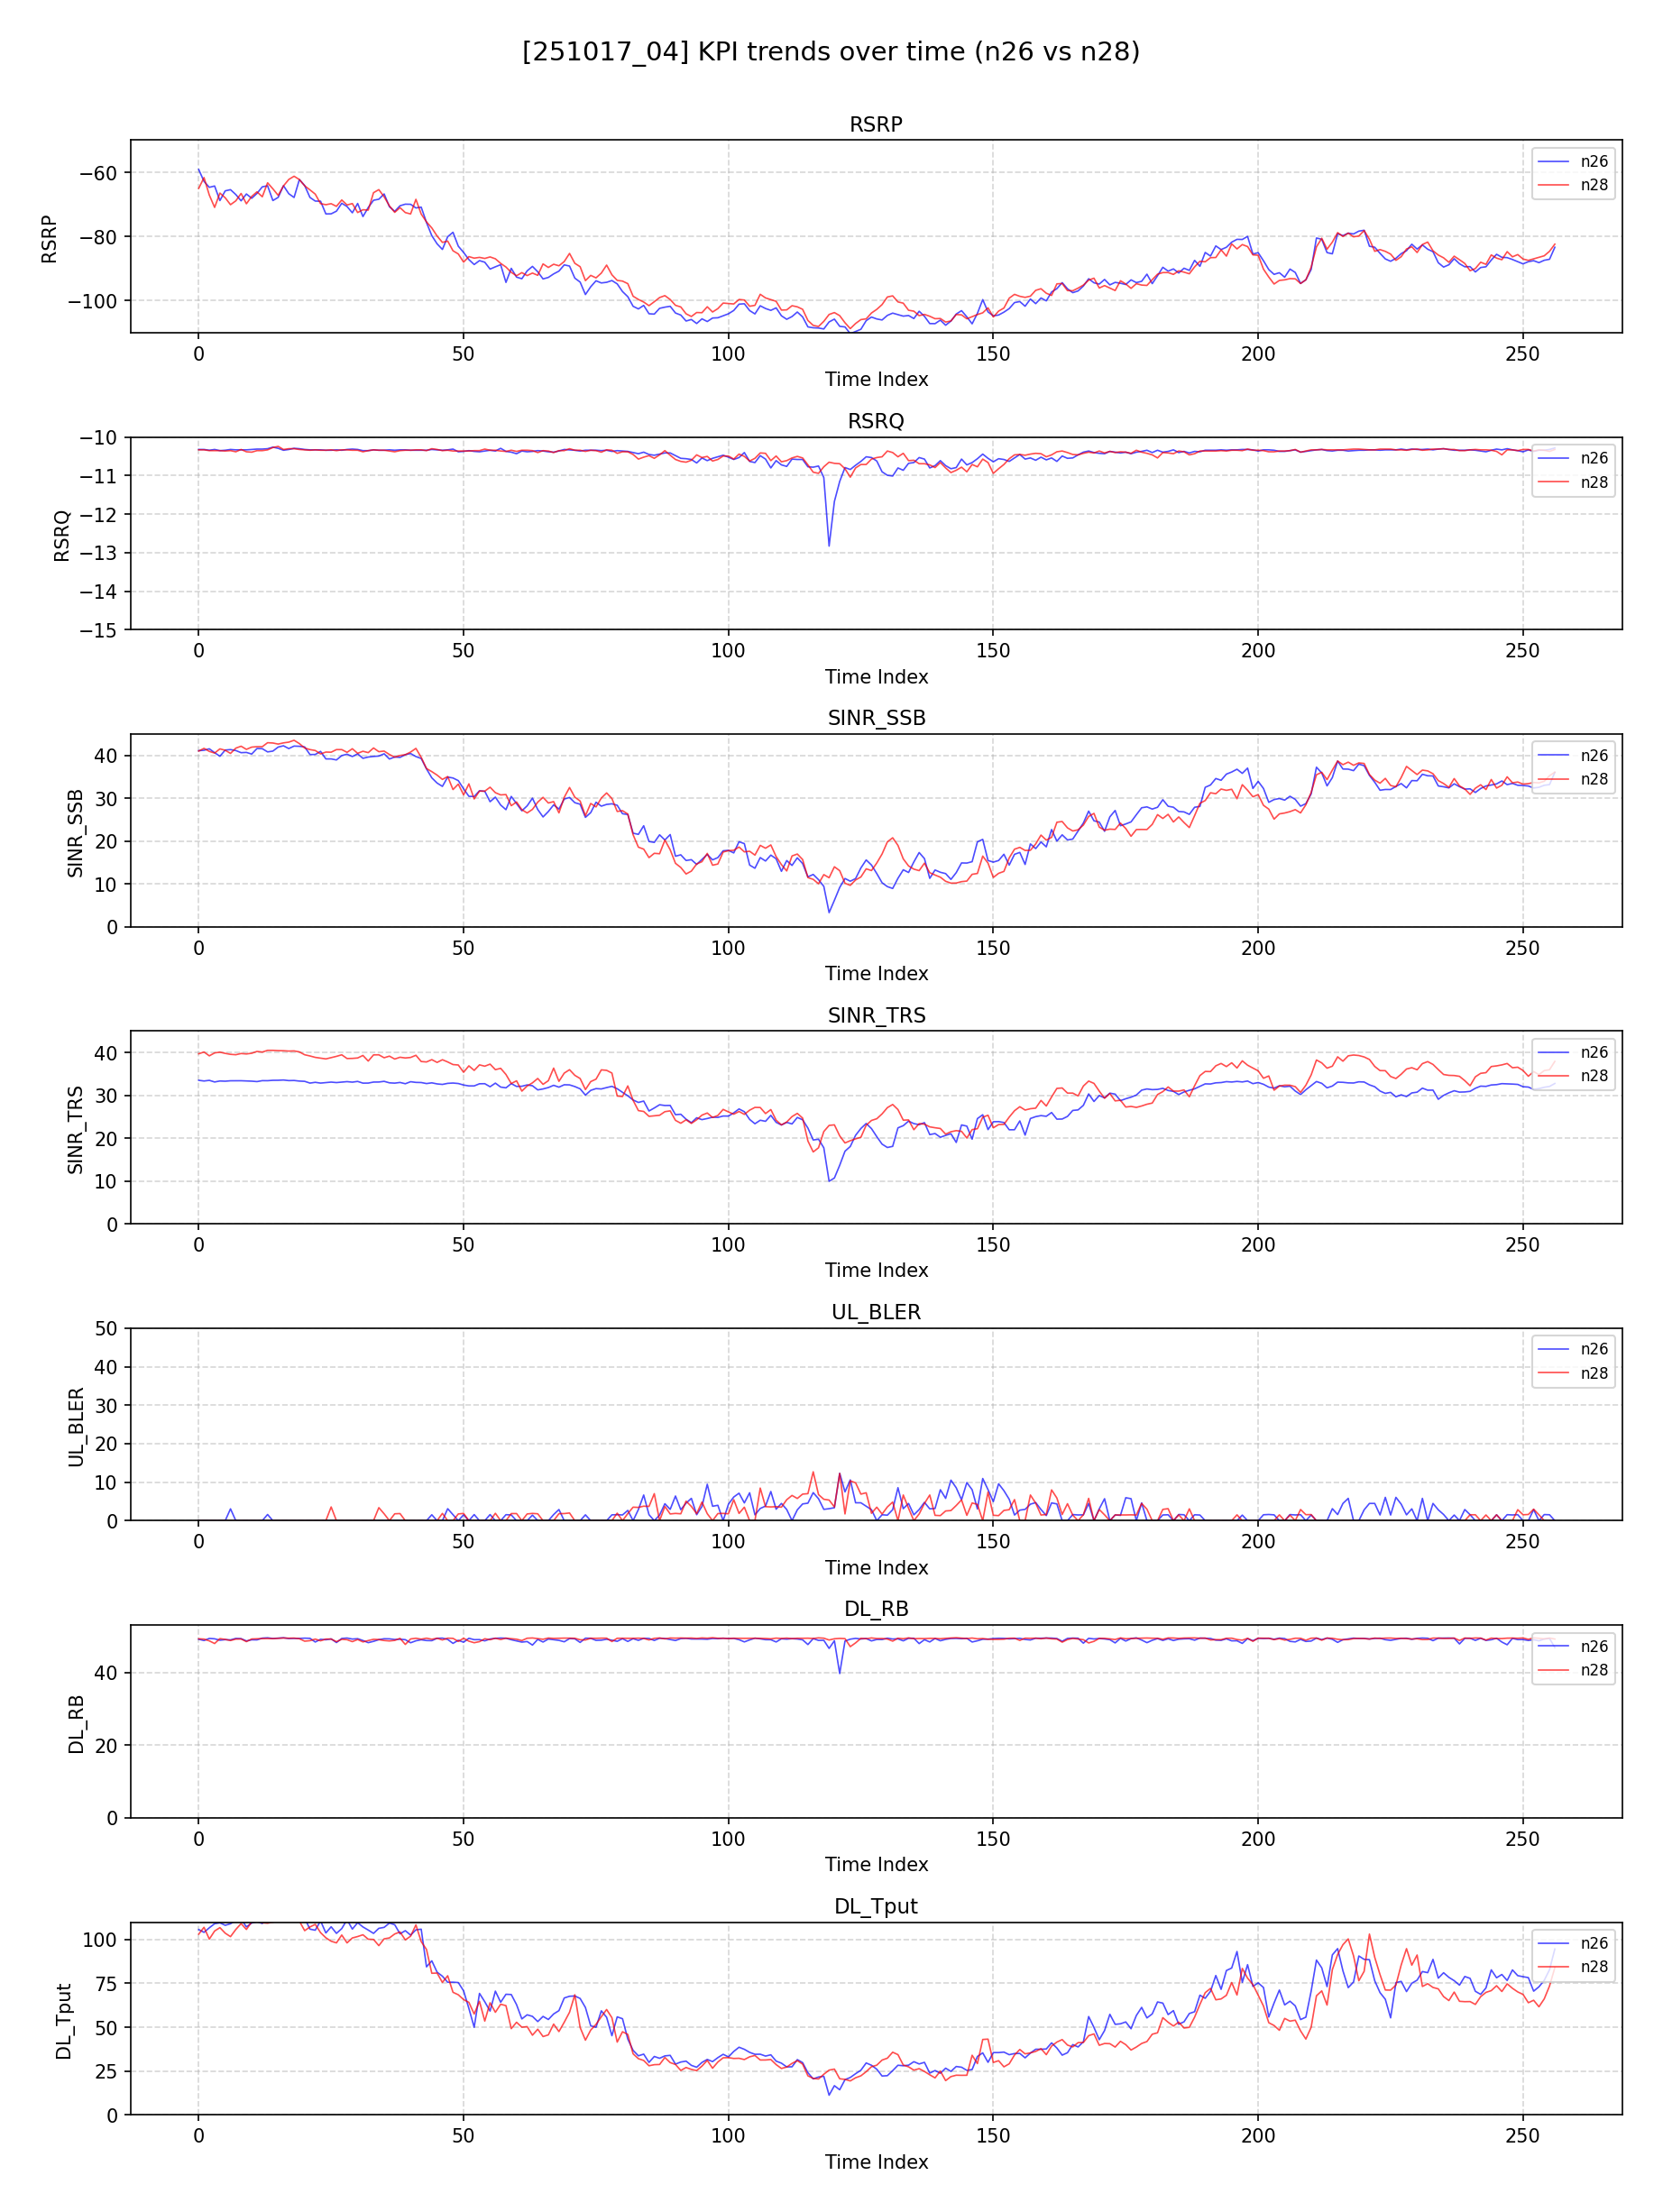 [251017_04] KPI trends over time (n26 vs n28)
RSRP
RSRP
−60
−80
−100
n26
n28
0 50 100 150 200 250
Time Index
RSRQ
RSRQ
−10
−11
−12
−13
−14
−15
n26
n28
0 50 100 150 200 250
Time Index
SINR_SSB
SINR_SSB
40
30
20
10
0
n26
n28
0 50 100 150 200 250
Time Index
SINR_TRS
SINR_TRS
40
30
20
10
0
n26
n28
0 50 100 150 200 250
Time Index
UL_BLER
UL_BLER
50
40
30
20
10
0
n26
n28
0 50 100 150 200 250
Time Index
DL_RB
DL_RB
40
20
0
n26
n28
0 50 100 150 200 250
Time Index
DL_Tput
DL_Tput
100
75
50
25
0
n26
n28
0 50 100 150 200 250
Time Index